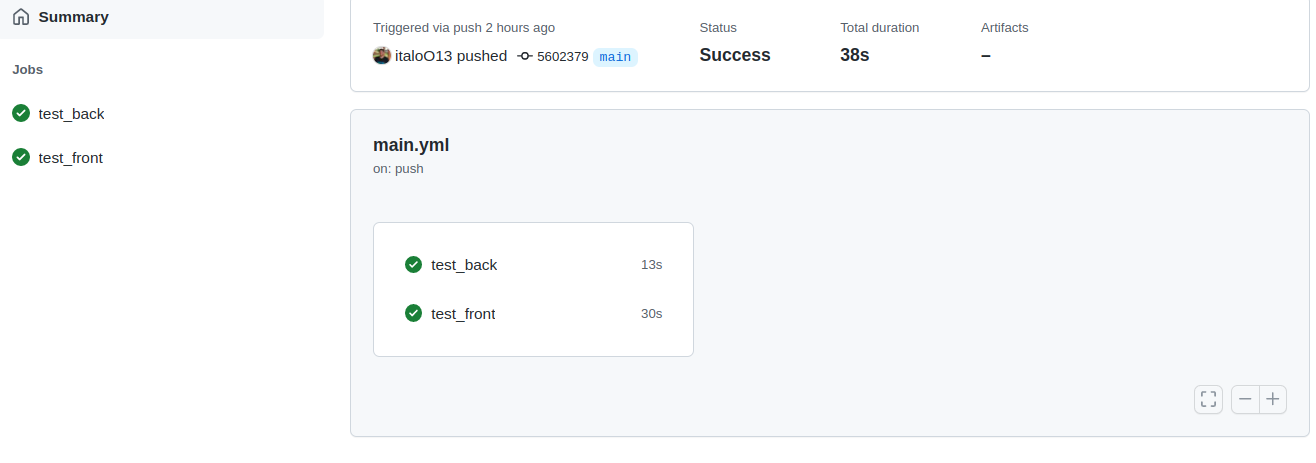 Summary
Jobs
test_back
test_front
Triggered via push 2 hours ago
italoO13 pushed 5602379 main
Status
Success
Total duration
38s
Artifacts
–
main.yml
on: push
test_back 13s
test_front 30s